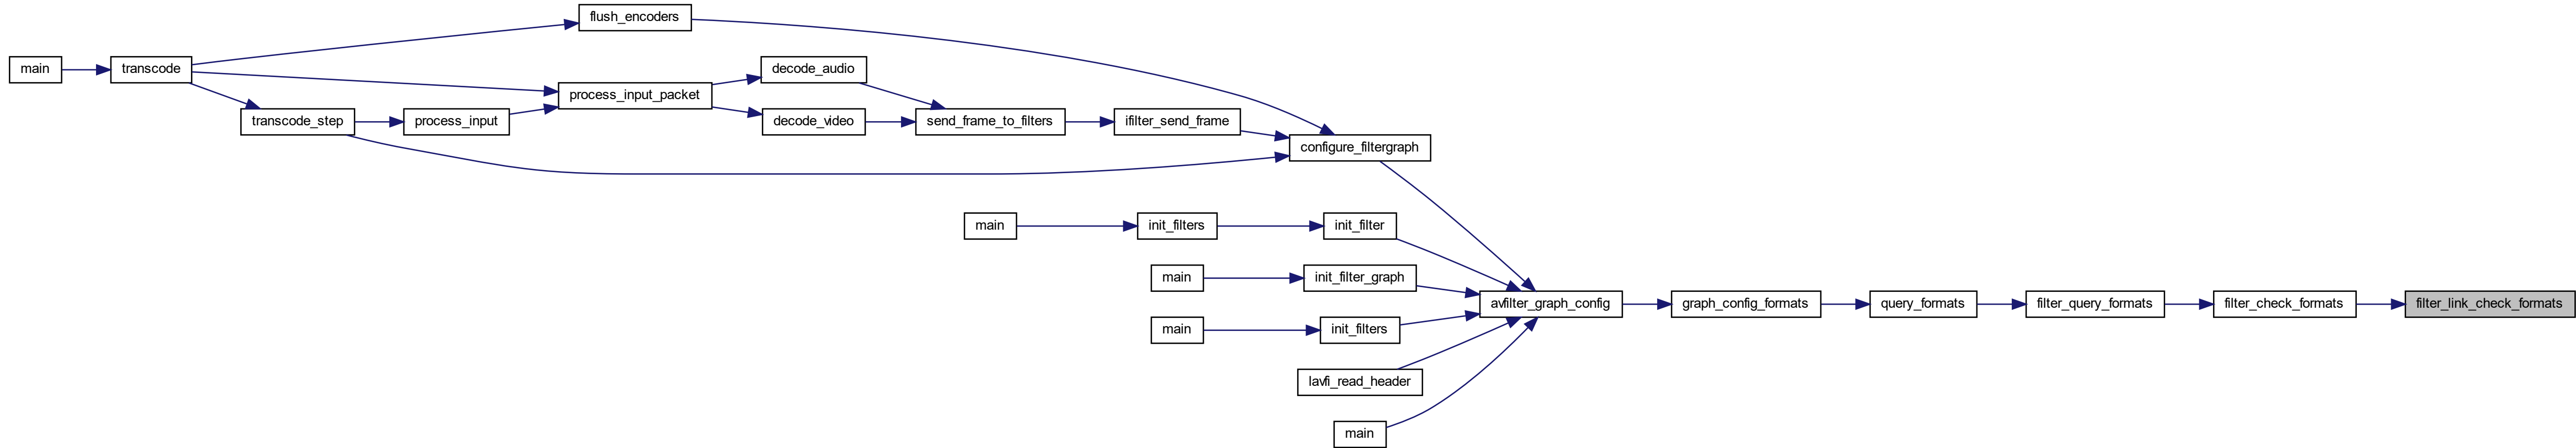 flush_encoders
main
transcode
decode_audio
process_input_packet
transcode_step
process_input
decode_video
send_frame_to_filters
ifilter_send_frame
configure_filtergraph
main
init_filters
init_filter
main
init_filter_graph
avfilter_graph_config
graph_config_formats
query_formats
filter_query_formats
filter_check_formats
filter_link_check_formats
main
init_filters
lavfi_read_header
main